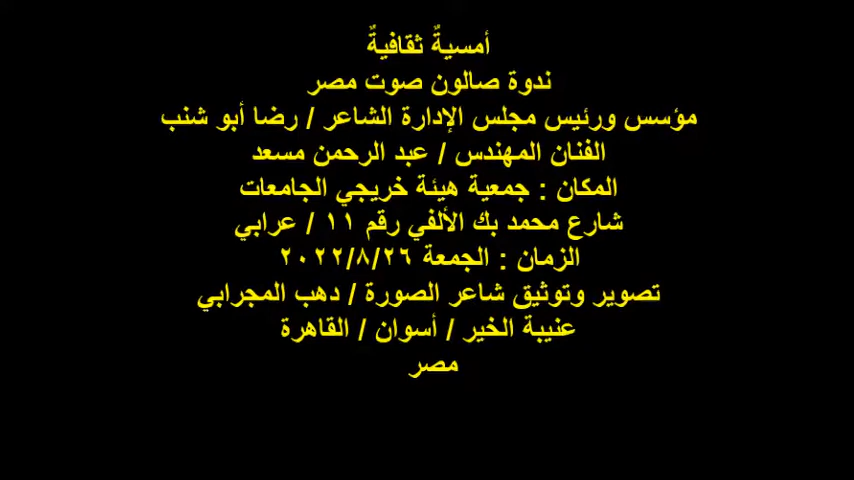 أمسيةٌ ثقافيةٌ
ندوة صالون صوت مصر
مؤسس ورئيس مجلس الإدارة الشاعر / رضا أبو شنب
الفنان المهندس / عبد الرحمن مسعد
المكان : جمعية هيئة خريجي الجامعات
شارع محمد بك الألفي رقم ١١ / عرابي
الزمان : الجمعة ٢٠٢٢/٨/٢٦
تصوير وتوثيق شاعر الصورة / دهب المجرابي
عنيبة الخير / أسوان / القاهرة
مصر